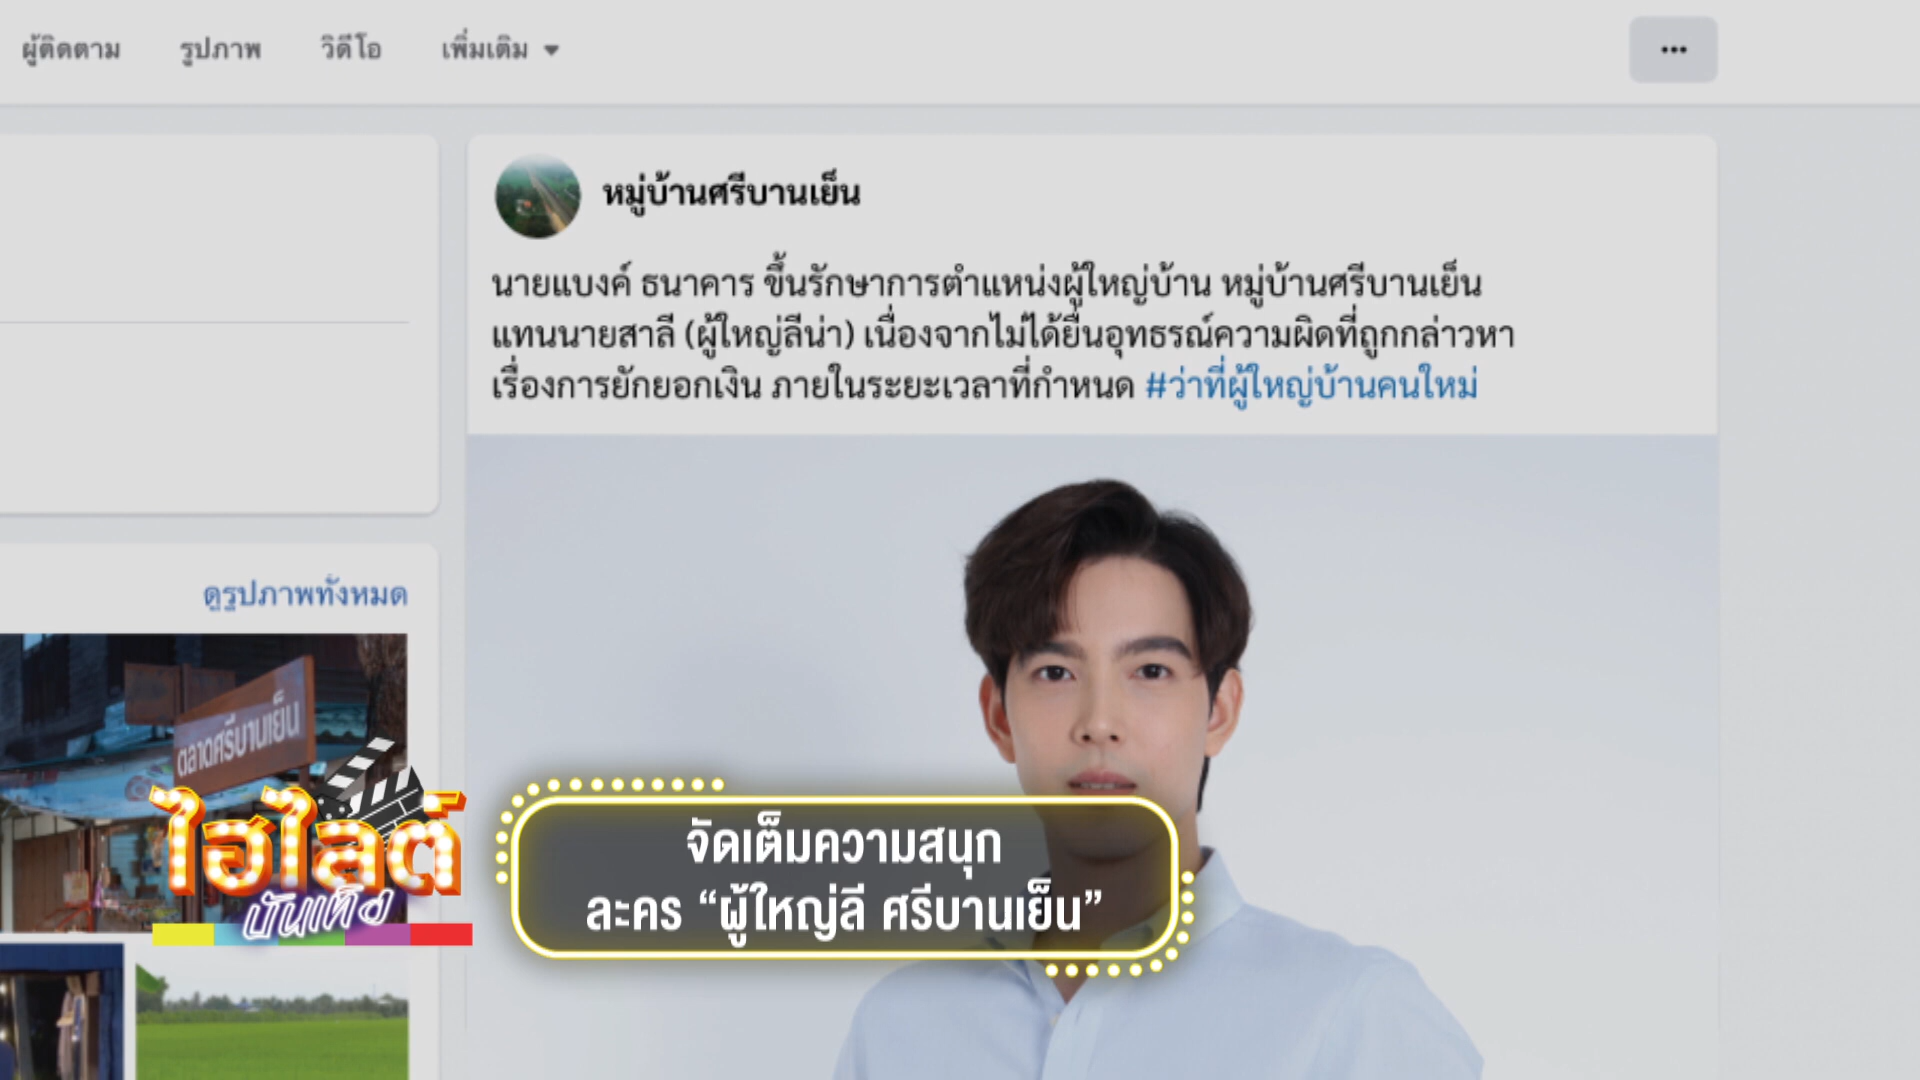 ผู้ติดตาม
รูปภาพ
วิดีโอ
เพิ่มเติม
หมู่บ้านศรีบานเย็น
นายแบงค์ ธนาคาร ขึ้นรักษาการตำแหน่งผู้ใหญ่บ้าน หมู่บ้านศรีบานเย็น
แทนนายสาลี (ผู้ใหญ่ลีน่า) เนื่องจากไม่ได้ยื่นอุทธรณ์ความผิดที่ถูกกล่าวหา
เรื่องการยักยอกเงิน ภายในระยะเวลาที่กำหนด #ว่าที่ผู้ใหญ่บ้านคนใหม่
ดูรูปภาพทั้งหมด
ตลาดศรีบานเย็น
ไฮไลต์
บันเทิง
จัดเต็มความสนุก
ละคร “ผู้ใหญ่ลี ศรีบานเย็น”